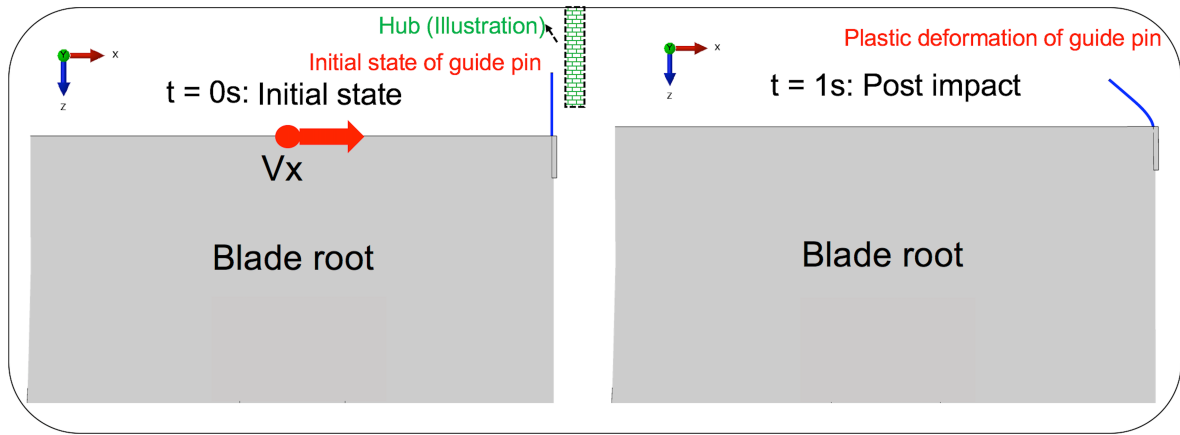 Hub (Illustration)
Initial state of guide pin
Y
x
z
t = 0s: Initial state
Vx
Blade root
Plastic deformation of guide pin
Y
x
z
t = 1s: Post impact
Blade root